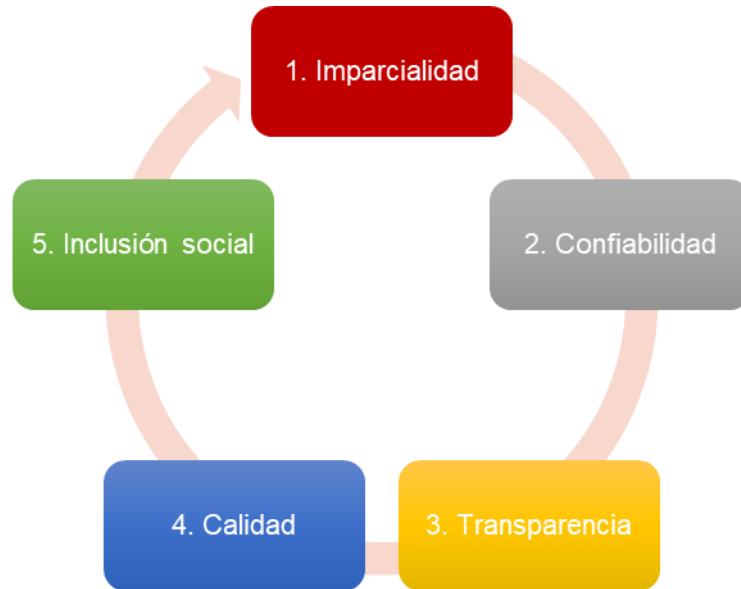 1. Imparcialidad
2. Confiabilidad
3. Transparencia
4. Calidad
5. Inclusión social